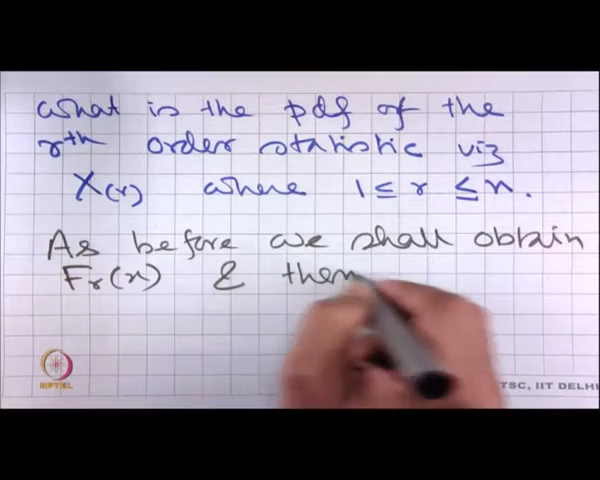 What is the pdf of the
rth order statistic viz
X(r) where 1 ≤ r ≤ n.
As before we shall obtain
Fr(x) & then
NPTEL
TSC, IIT DELHI